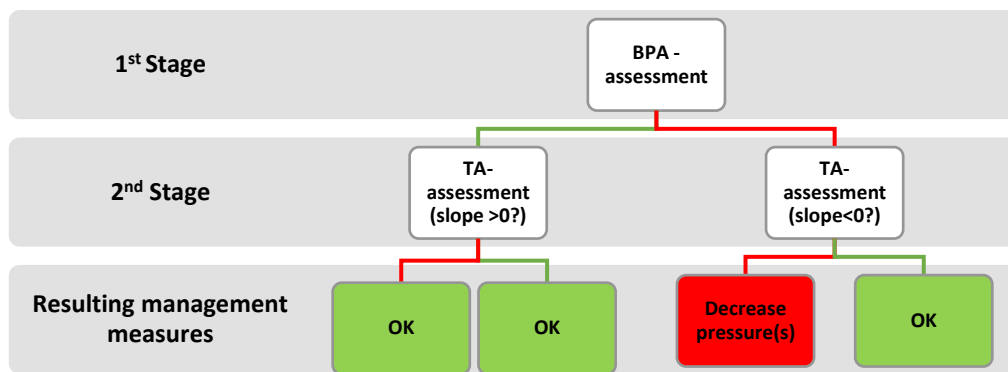 1st Stage
BPA -
assessment
2nd Stage
TA-
assessment
(slope >0?)
TA-
assessment
(slope<0?)
Resulting management
measures
OK
OK
Decrease
pressure(s)
OK